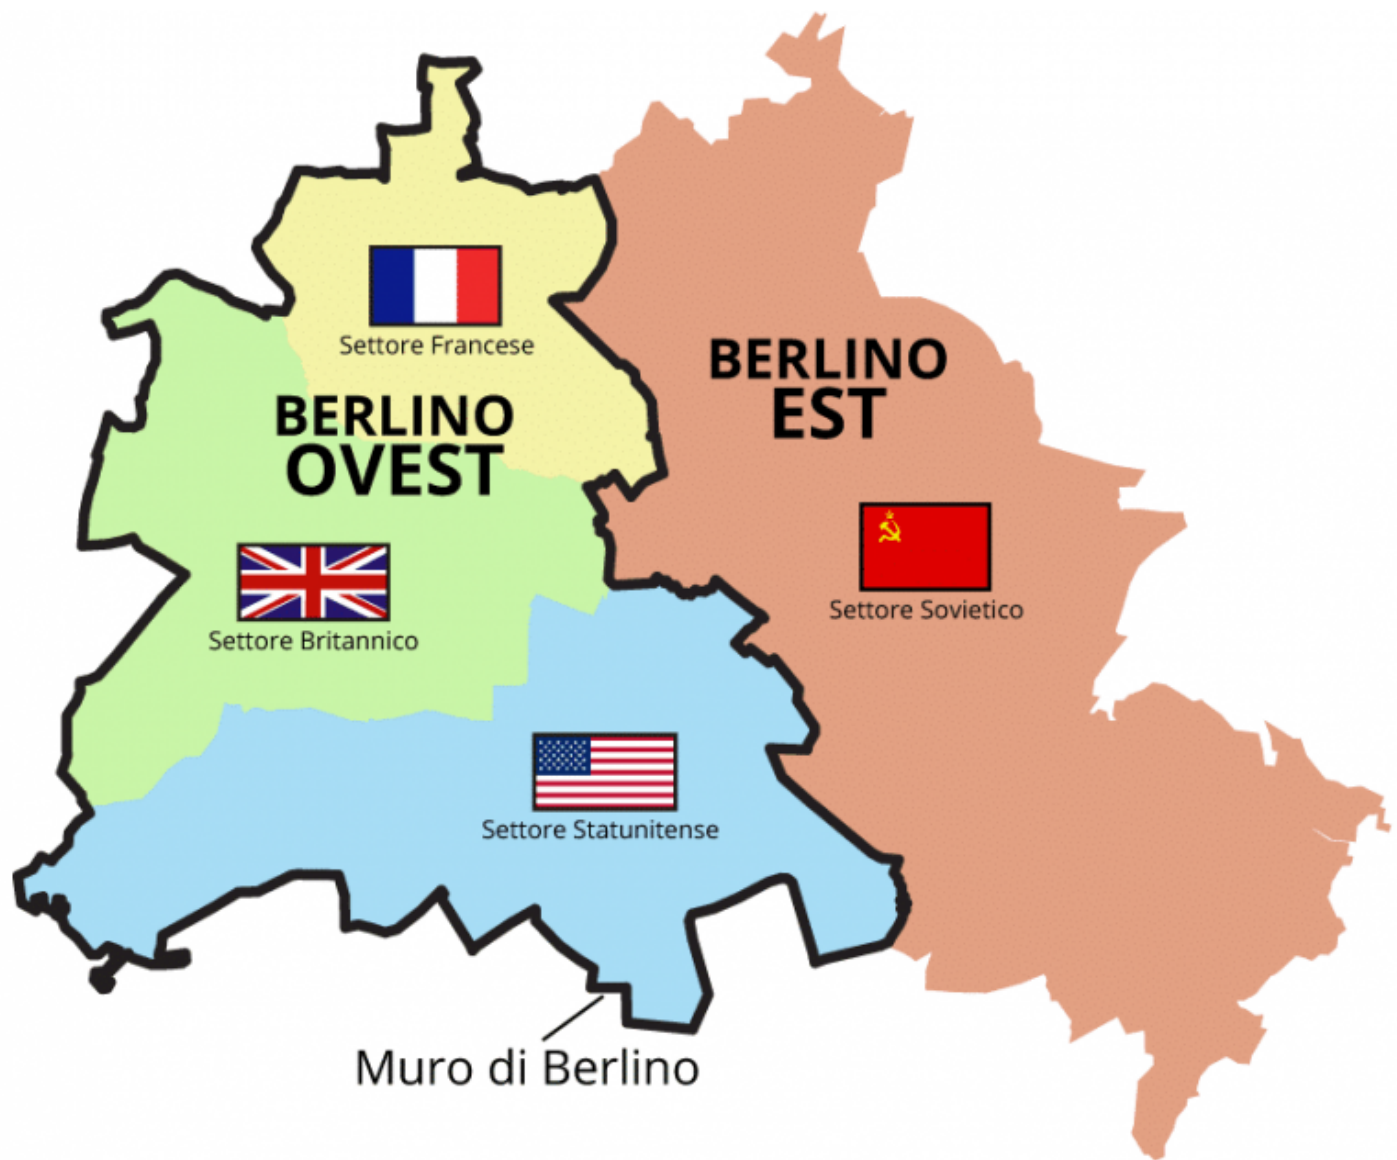 Settore Francese
BERLINO
EST
BERLINO
OVEST
Settore Sovietico
Settore Britannico
Settore Statunitense
Muro di Berlino